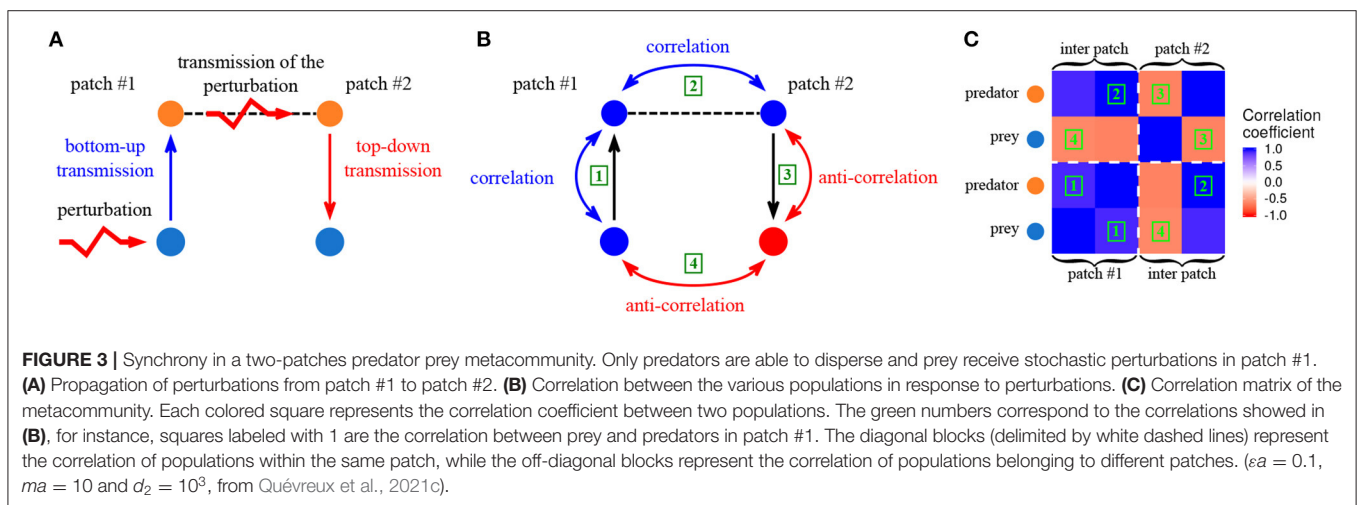 A
patch #1
transmission of the
perturbation
patch #2
bottom-up
transmission
top-down
transmission
perturbation
B
correlation
patch #1
2
patch #2
correlation
1
3
anti-correlation
4
anti-correlation
C
inter patch
patch #2
predator
2
3
prey
4
3
predator
1
2
prey
1
4
patch #1
inter patch
Correlation
coefficient
1.0
0.5
0.0
-0.5
-1.0
FIGURE 3 | Synchrony in a two-patches predator prey metacommunity. Only predators are able to disperse and prey receive stochastic perturbations in patch #1.
(A) Propagation of perturbations from patch #1 to patch #2. (B) Correlation between the various populations in response to perturbations. (C) Correlation matrix of the
metacommunity. Each colored square represents the correlation coefficient between two populations. The green numbers correspond to the correlations showed in
(B), for instance, squares labeled with 1 are the correlation between prey and predators in patch #1. The diagonal blocks (delimited by white dashed lines) represent
the correlation of populations within the same patch, while the off-diagonal blocks represent the correlation of populations belonging to different patches. (εa = 0.1,
ma = 10 and d₂ = 10³, from Quévreux et al., 2021c).